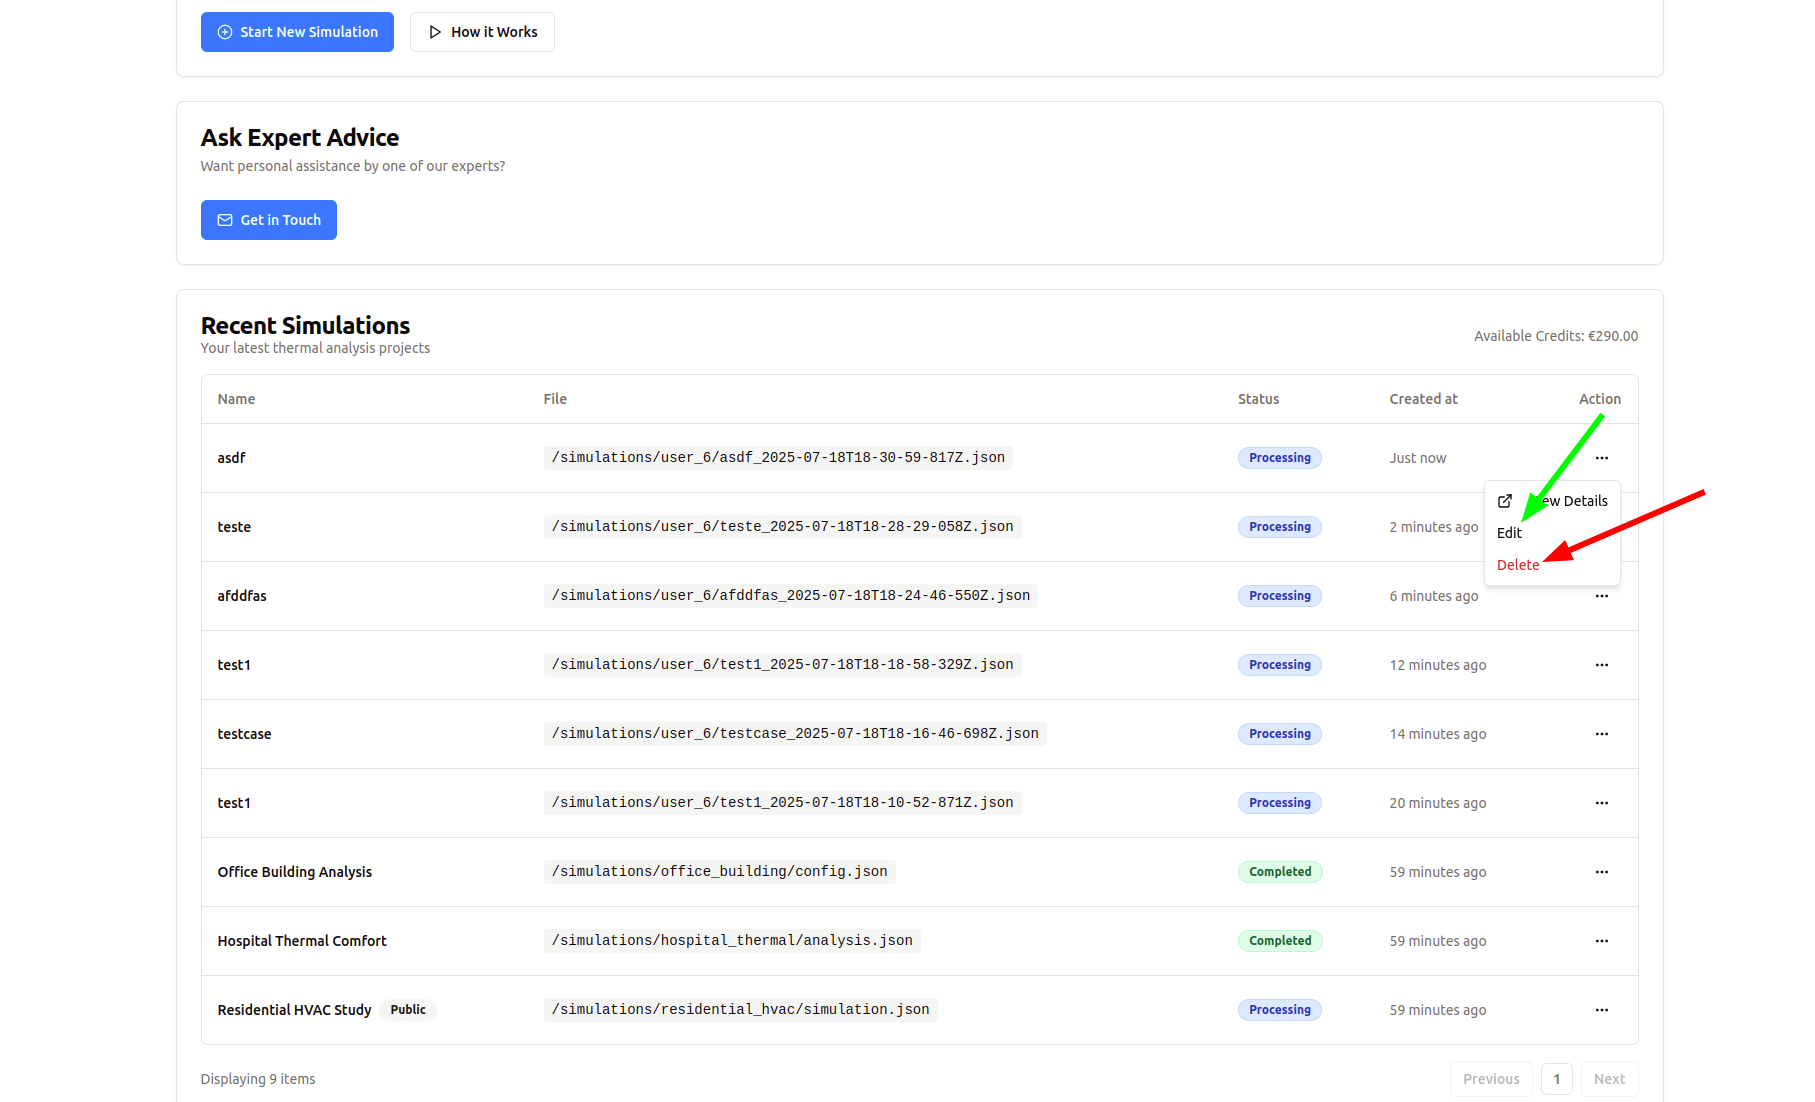 Start New Simulation
How it Works
Ask Expert Advice
Want personal assistance by one of our experts?
Get in Touch
Recent Simulations
Your latest thermal analysis projects
Available Credits: €290.00
Name File Status Created at Action
asdf /simulations/user_6/asdf_2025-07-18T18-30-59-817Z.json Processing Just now
ew Details
teste /simulations/user_6/teste_2025-07-18T18-28-29-058Z.json Processing 2 minutes ago
Edit
Delete
afddfas /simulations/user_6/afddfas_2025-07-18T18-24-46-550Z.json Processing 6 minutes ago
test1 /simulations/user_6/test1_2025-07-18T18-18-58-329Z.json Processing 12 minutes ago
testcase /simulations/user_6/testcase_2025-07-18T18-16-46-698Z.json Processing 14 minutes ago
test1 /simulations/user_6/test1_2025-07-18T18-10-52-871Z.json Processing 20 minutes ago
Office Building Analysis /simulations/office_building/config.json Completed 59 minutes ago
Hospital Thermal Comfort /simulations/hospital_thermal/analysis.json Completed 59 minutes ago
Residential HVAC Study Public /simulations/residential_hvac/simulation.json Processing 59 minutes ago
Displaying 9 items
Previous 1 Next